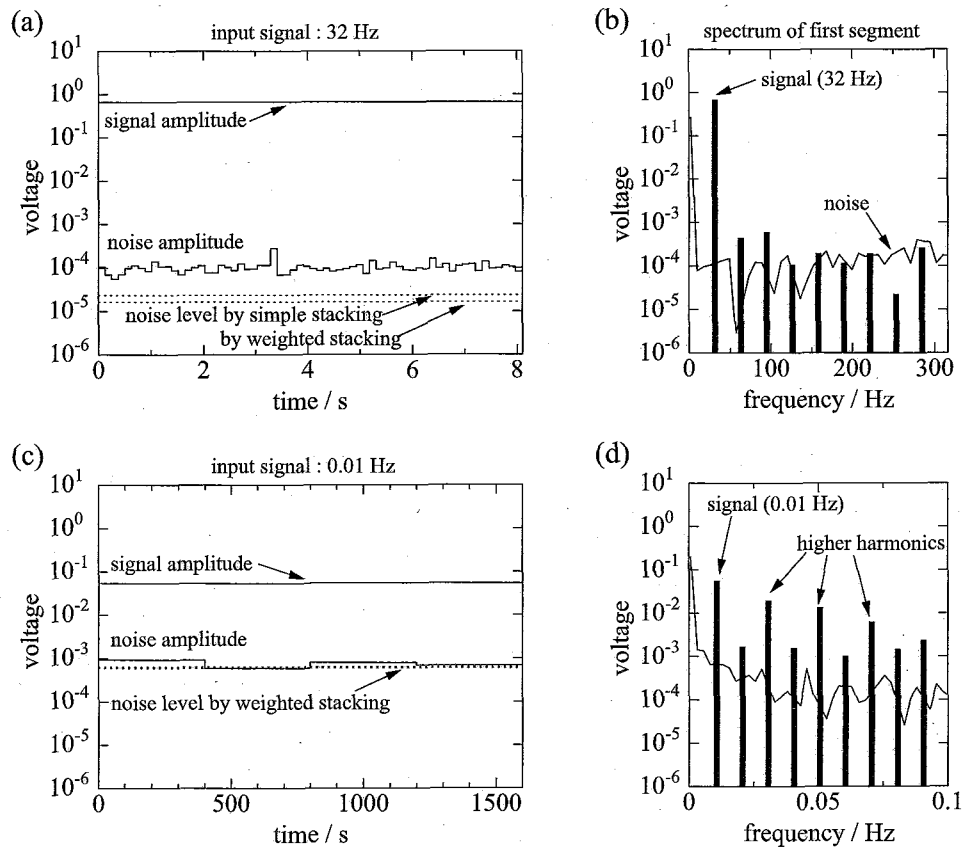 (a)
input signal : 32 Hz
10^1
10^0
10^-1
10^-2
10^-3
10^-4
10^-5
10^-6
voltage
signal amplitude
noise amplitude
noise level by simple stacking
by weighted stacking
0
2
4
6
8
time / s
(b)
spectrum of first segment
10^1
10^0
10^-1
10^-2
10^-3
10^-4
10^-5
10^-6
voltage
signal (32 Hz)
noise
0
100
200
300
frequency / Hz
(c)
input signal : 0.01 Hz
10^1
10^0
10^-1
10^-2
10^-3
10^-4
10^-5
10^-6
voltage
signal amplitude
noise amplitude
noise level by weighted stacking
0
500
1000
1500
time / s
(d)
10^1
10^0
10^-1
10^-2
10^-3
10^-4
10^-5
10^-6
voltage
signal (0.01 Hz)
higher harmonics
0
0.05
0.1
frequency / Hz